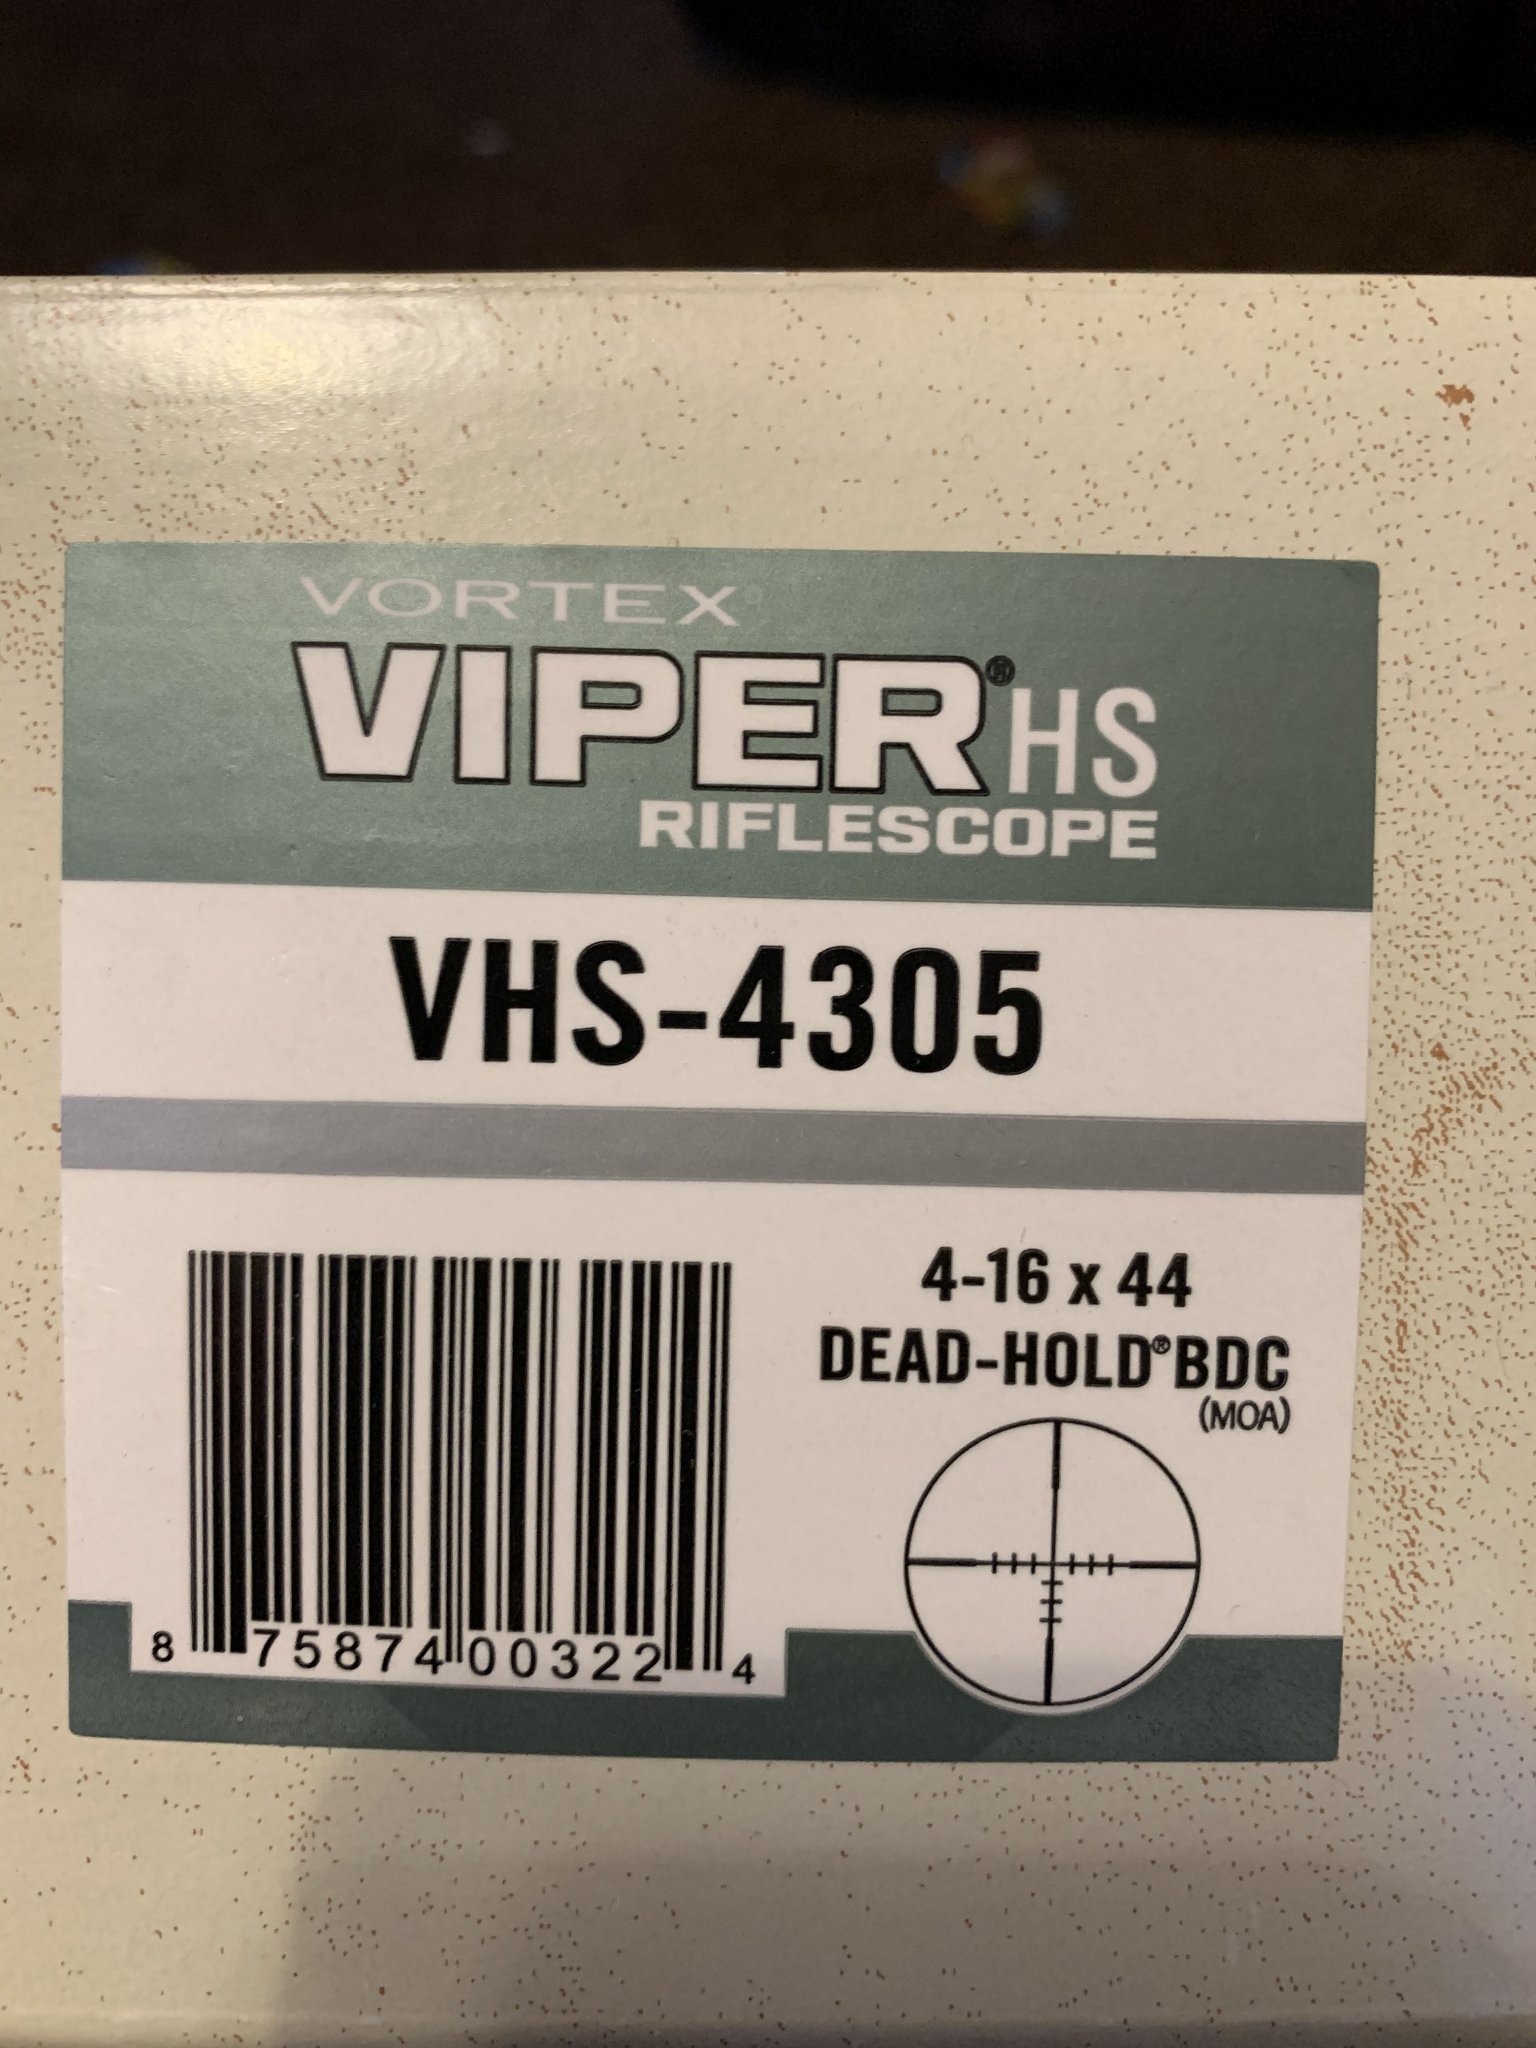 VORTEX
VIPER® HS
RIFLESCOPE
VHS-4305
4-16 x 44
DEAD-HOLD® BDC
(MOA)
8 75874 00322 4